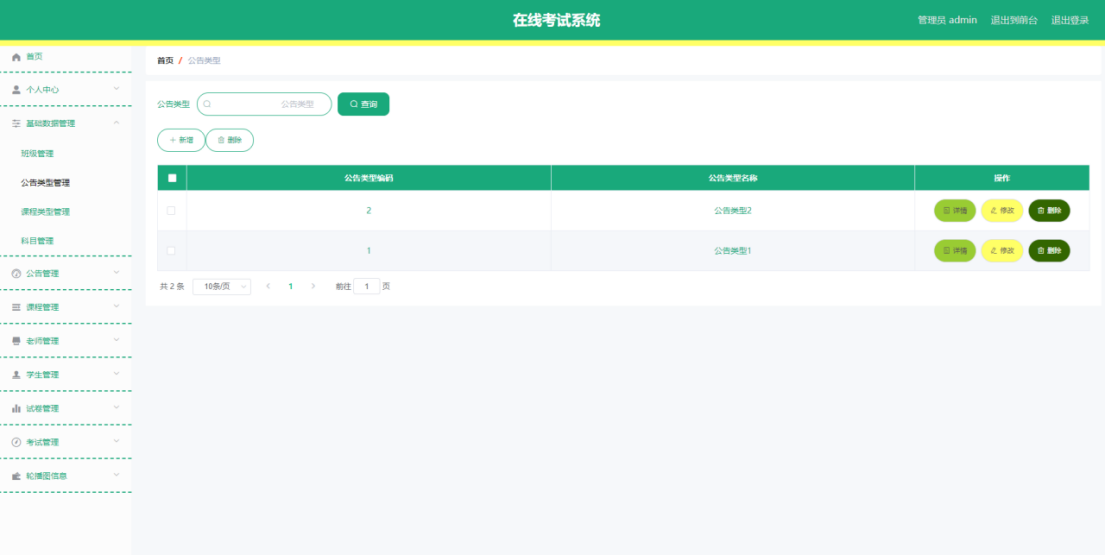 在线考试系统
管理员 admin 退出到前台 退出登录
首页
个人中心
基础数据管理
班级管理
公告类型管理
课程类型管理
科目管理
公告管理
课程管理
老师管理
学生管理
试卷管理
考试管理
轮播图信息
首页 / 公告类型
公告类型 公告类型 查询
新增 删除
公告类型编码 公告类型名称 操作
2 公告类型2 详情 修改 删除
1 公告类型1 详情 修改 删除
共 2 条 10条/页 1 前往 1 页